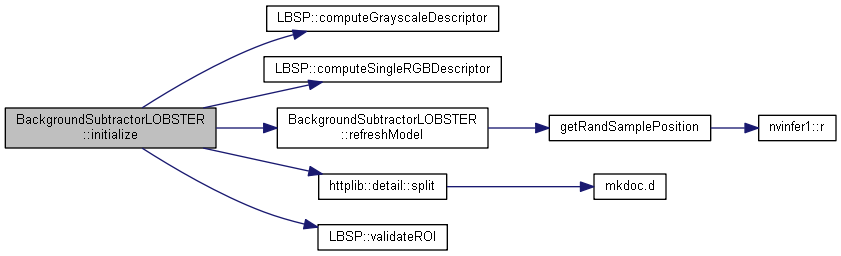 LBSP::computeGrayscaleDescriptor
LBSP::computeSingleRGBDescriptor
BackgroundSubtractorLOBSTER
::initialize
BackgroundSubtractorLOBSTER
::refreshModel
getRandSamplePosition
nvinfer1::r
httplib::detail::split
mkdoc.d
LBSP::validateROI